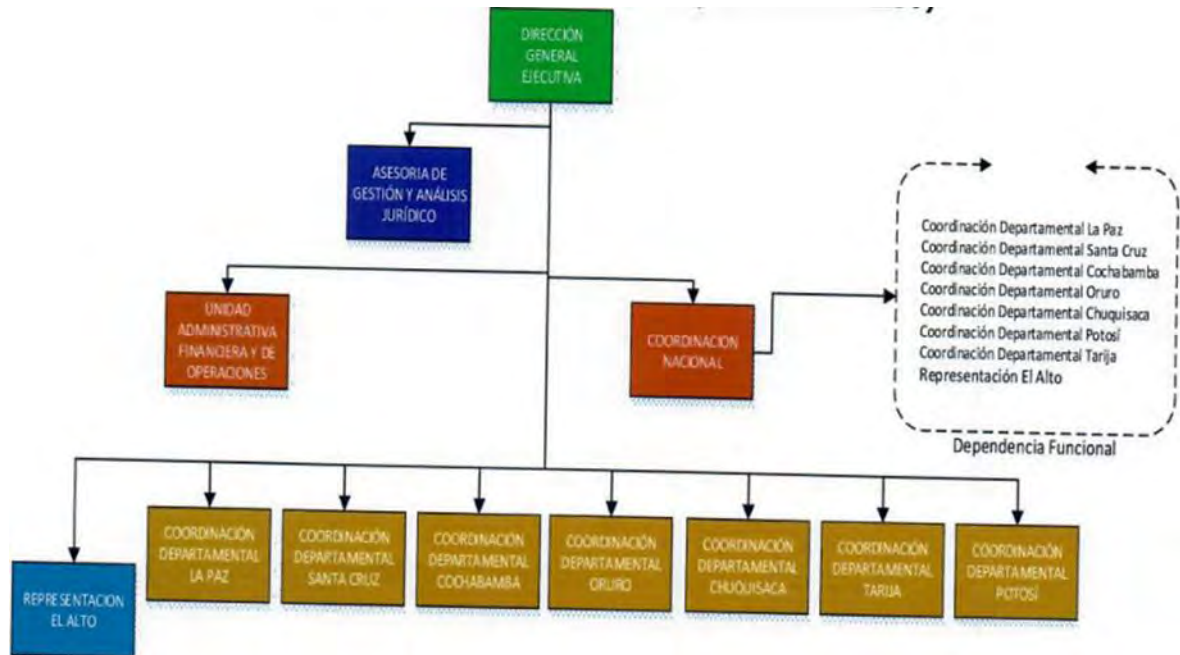 DIRECCIÓN
GENERAL
EJECUTIVA
ASESORIA DE
GESTIÓN Y ANÁLISIS
JURÍDICO
UNIDAD
ADMINISTRATIVA
FINANCIERA Y DE
OPERACIONES
COORDINACION
NACIONAL
Coordinación Departamental La Paz
Coordinación Departamental Santa Cruz
Coordinación Departamental Cochabamba
Coordinación Departamental Oruro
Coordinación Departamental Chuquisaca
Coordinación Departamental Potosí
Coordinación Departamental Tarija
Representación El Alto
Dependencia Funcional
REPRESENTACION
EL ALTO
COORDINACIÓN
DEPARTAMENTAL
LA PAZ
COORDINACIÓN
DEPARTAMENTAL
SANTA CRUZ
COORDINACIÓN
DEPARTAMENTAL
COCHABAMBA
COORDINACIÓN
DEPARTAMENTAL
ORURO
COORDINACIÓN
DEPARTAMENTAL
CHUQUISACA
COORDINACIÓN
DEPARTAMENTAL
TARIJA
COORDINACIÓN
DEPARTAMENTAL
POTOSÍ